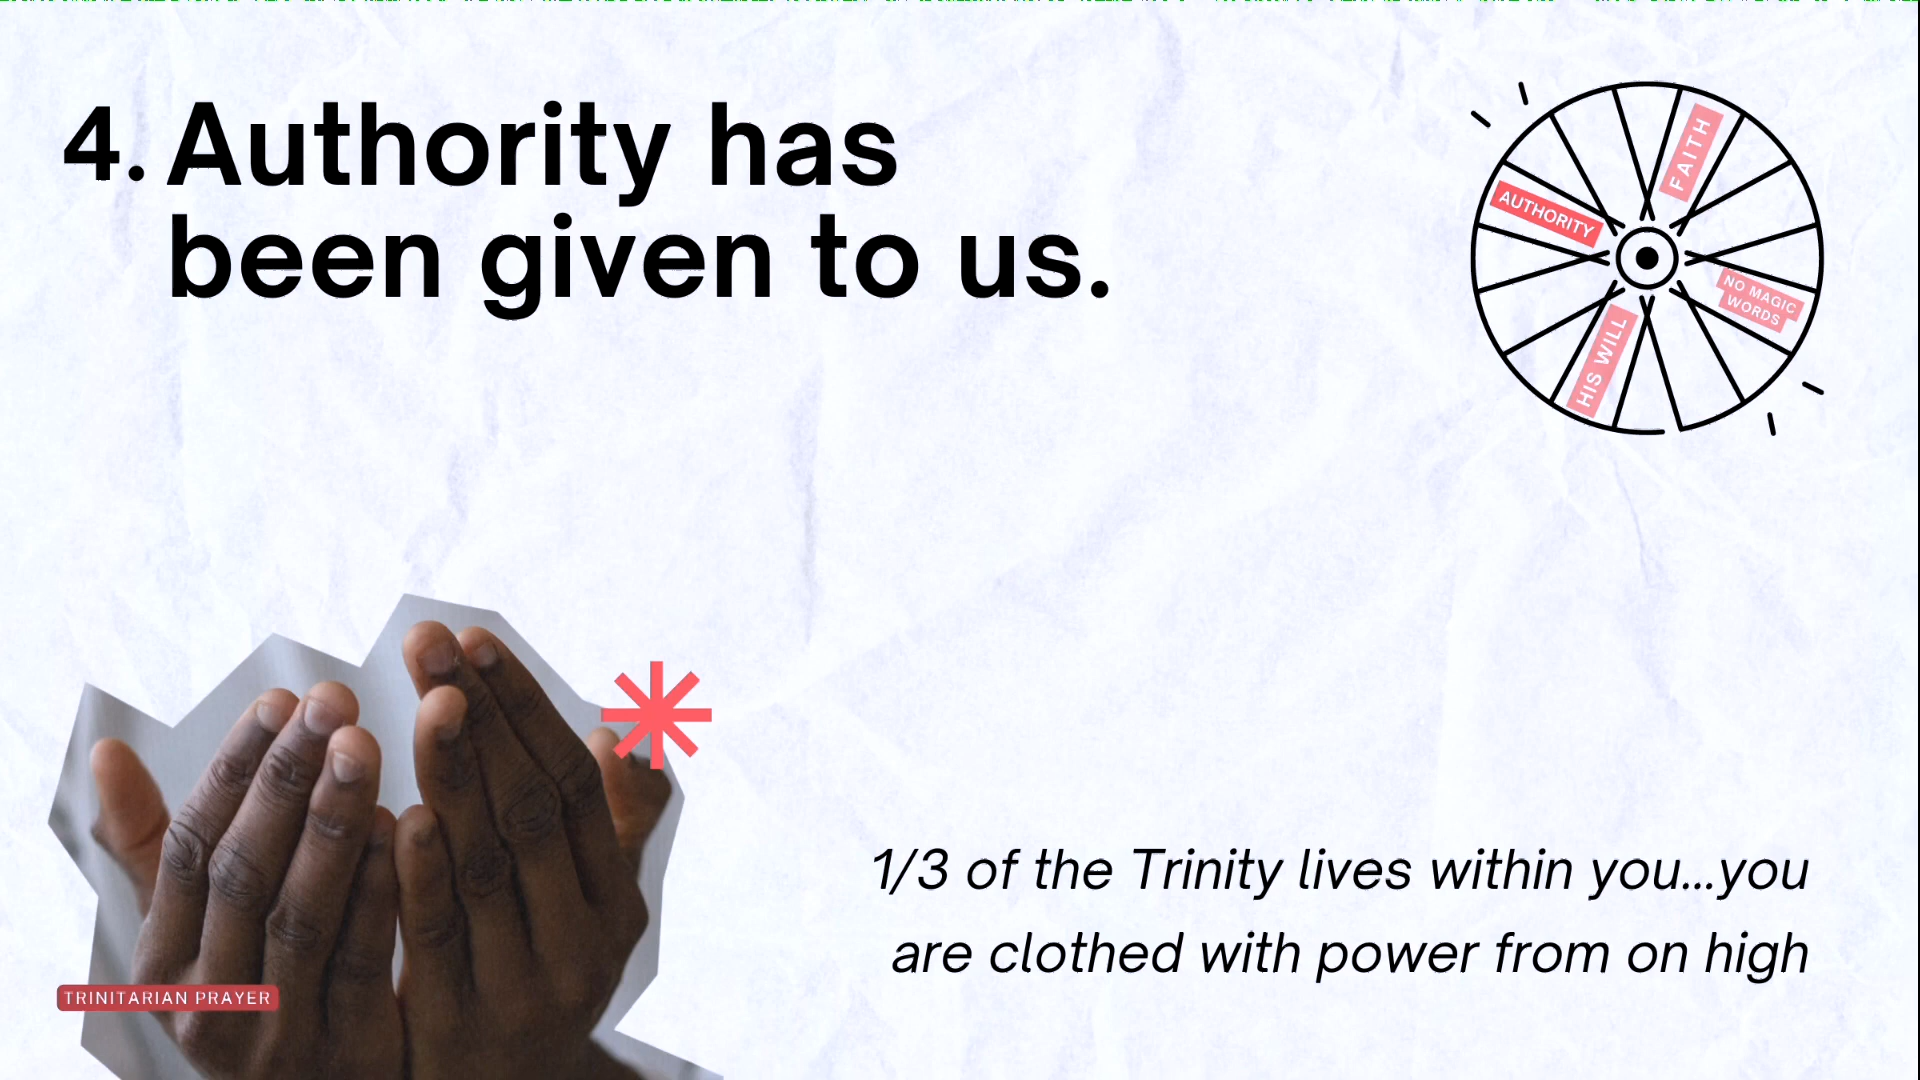 4. Authority has
been given to us.
FAITH
AUTHORITY
NO MAGIC
WORDS
HIS WILL
1/3 of the Trinity lives within you...you
are clothed with power from on high
TRINITARIAN PRAYER